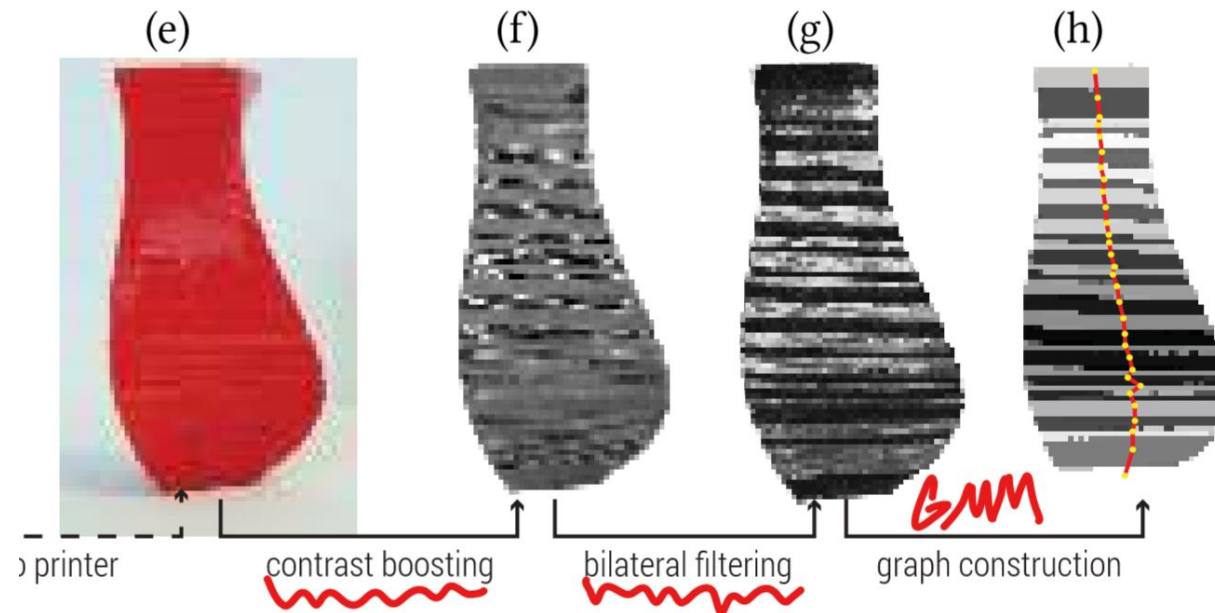 (e) (f) (g) (h)
GMM
printer contrast boosting bilateral filtering graph construction